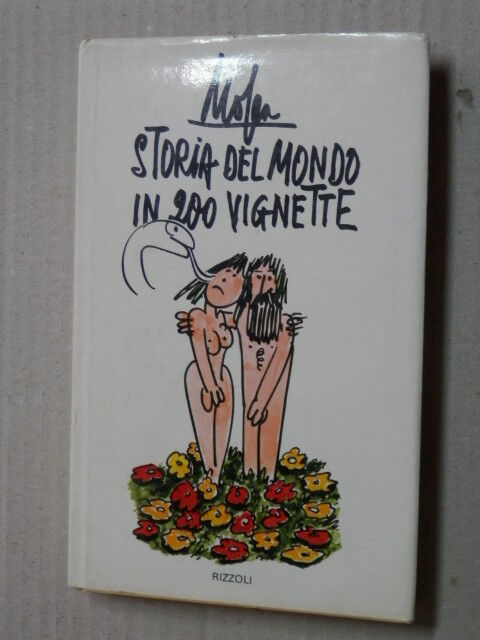 Mosca
STORIA DEL MONDO
IN 200 VIGNETTE
RIZZOLI